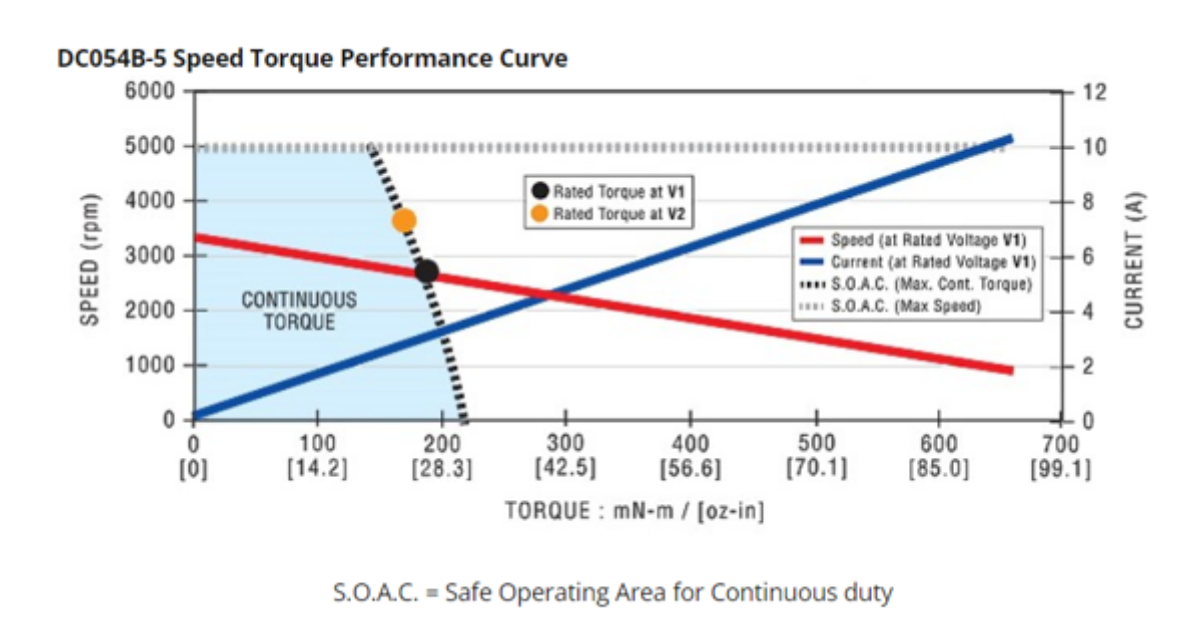 DC054B-5 Speed Torque Performance Curve
6000
5000
4000
3000
2000
1000
0
SPEED (rpm)
12
10
8
6
4
2
0
CURRENT (A)
Rated Torque at V1
Rated Torque at V2
Speed (at Rated Voltage V1)
Current (at Rated Voltage V1)
S.O.A.C. (Max. Cont. Torque)
S.O.A.C. (Max Speed)
CONTINUOUS
TORQUE
0 100 200 300 400 500 600 700
[0] [14.2] [28.3] [42.5] [56.6] [70.1] [85.0] [99.1]
TORQUE : mN-m / [oz-in]
S.O.A.C. = Safe Operating Area for Continuous duty